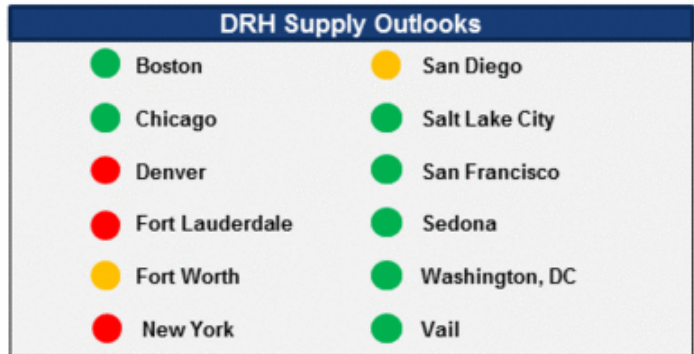 DRH Supply Outlooks
Boston
Chicago
Denver
Fort Lauderdale
Fort Worth
New York
San Diego
Salt Lake City
San Francisco
Sedona
Washington, DC
Vail